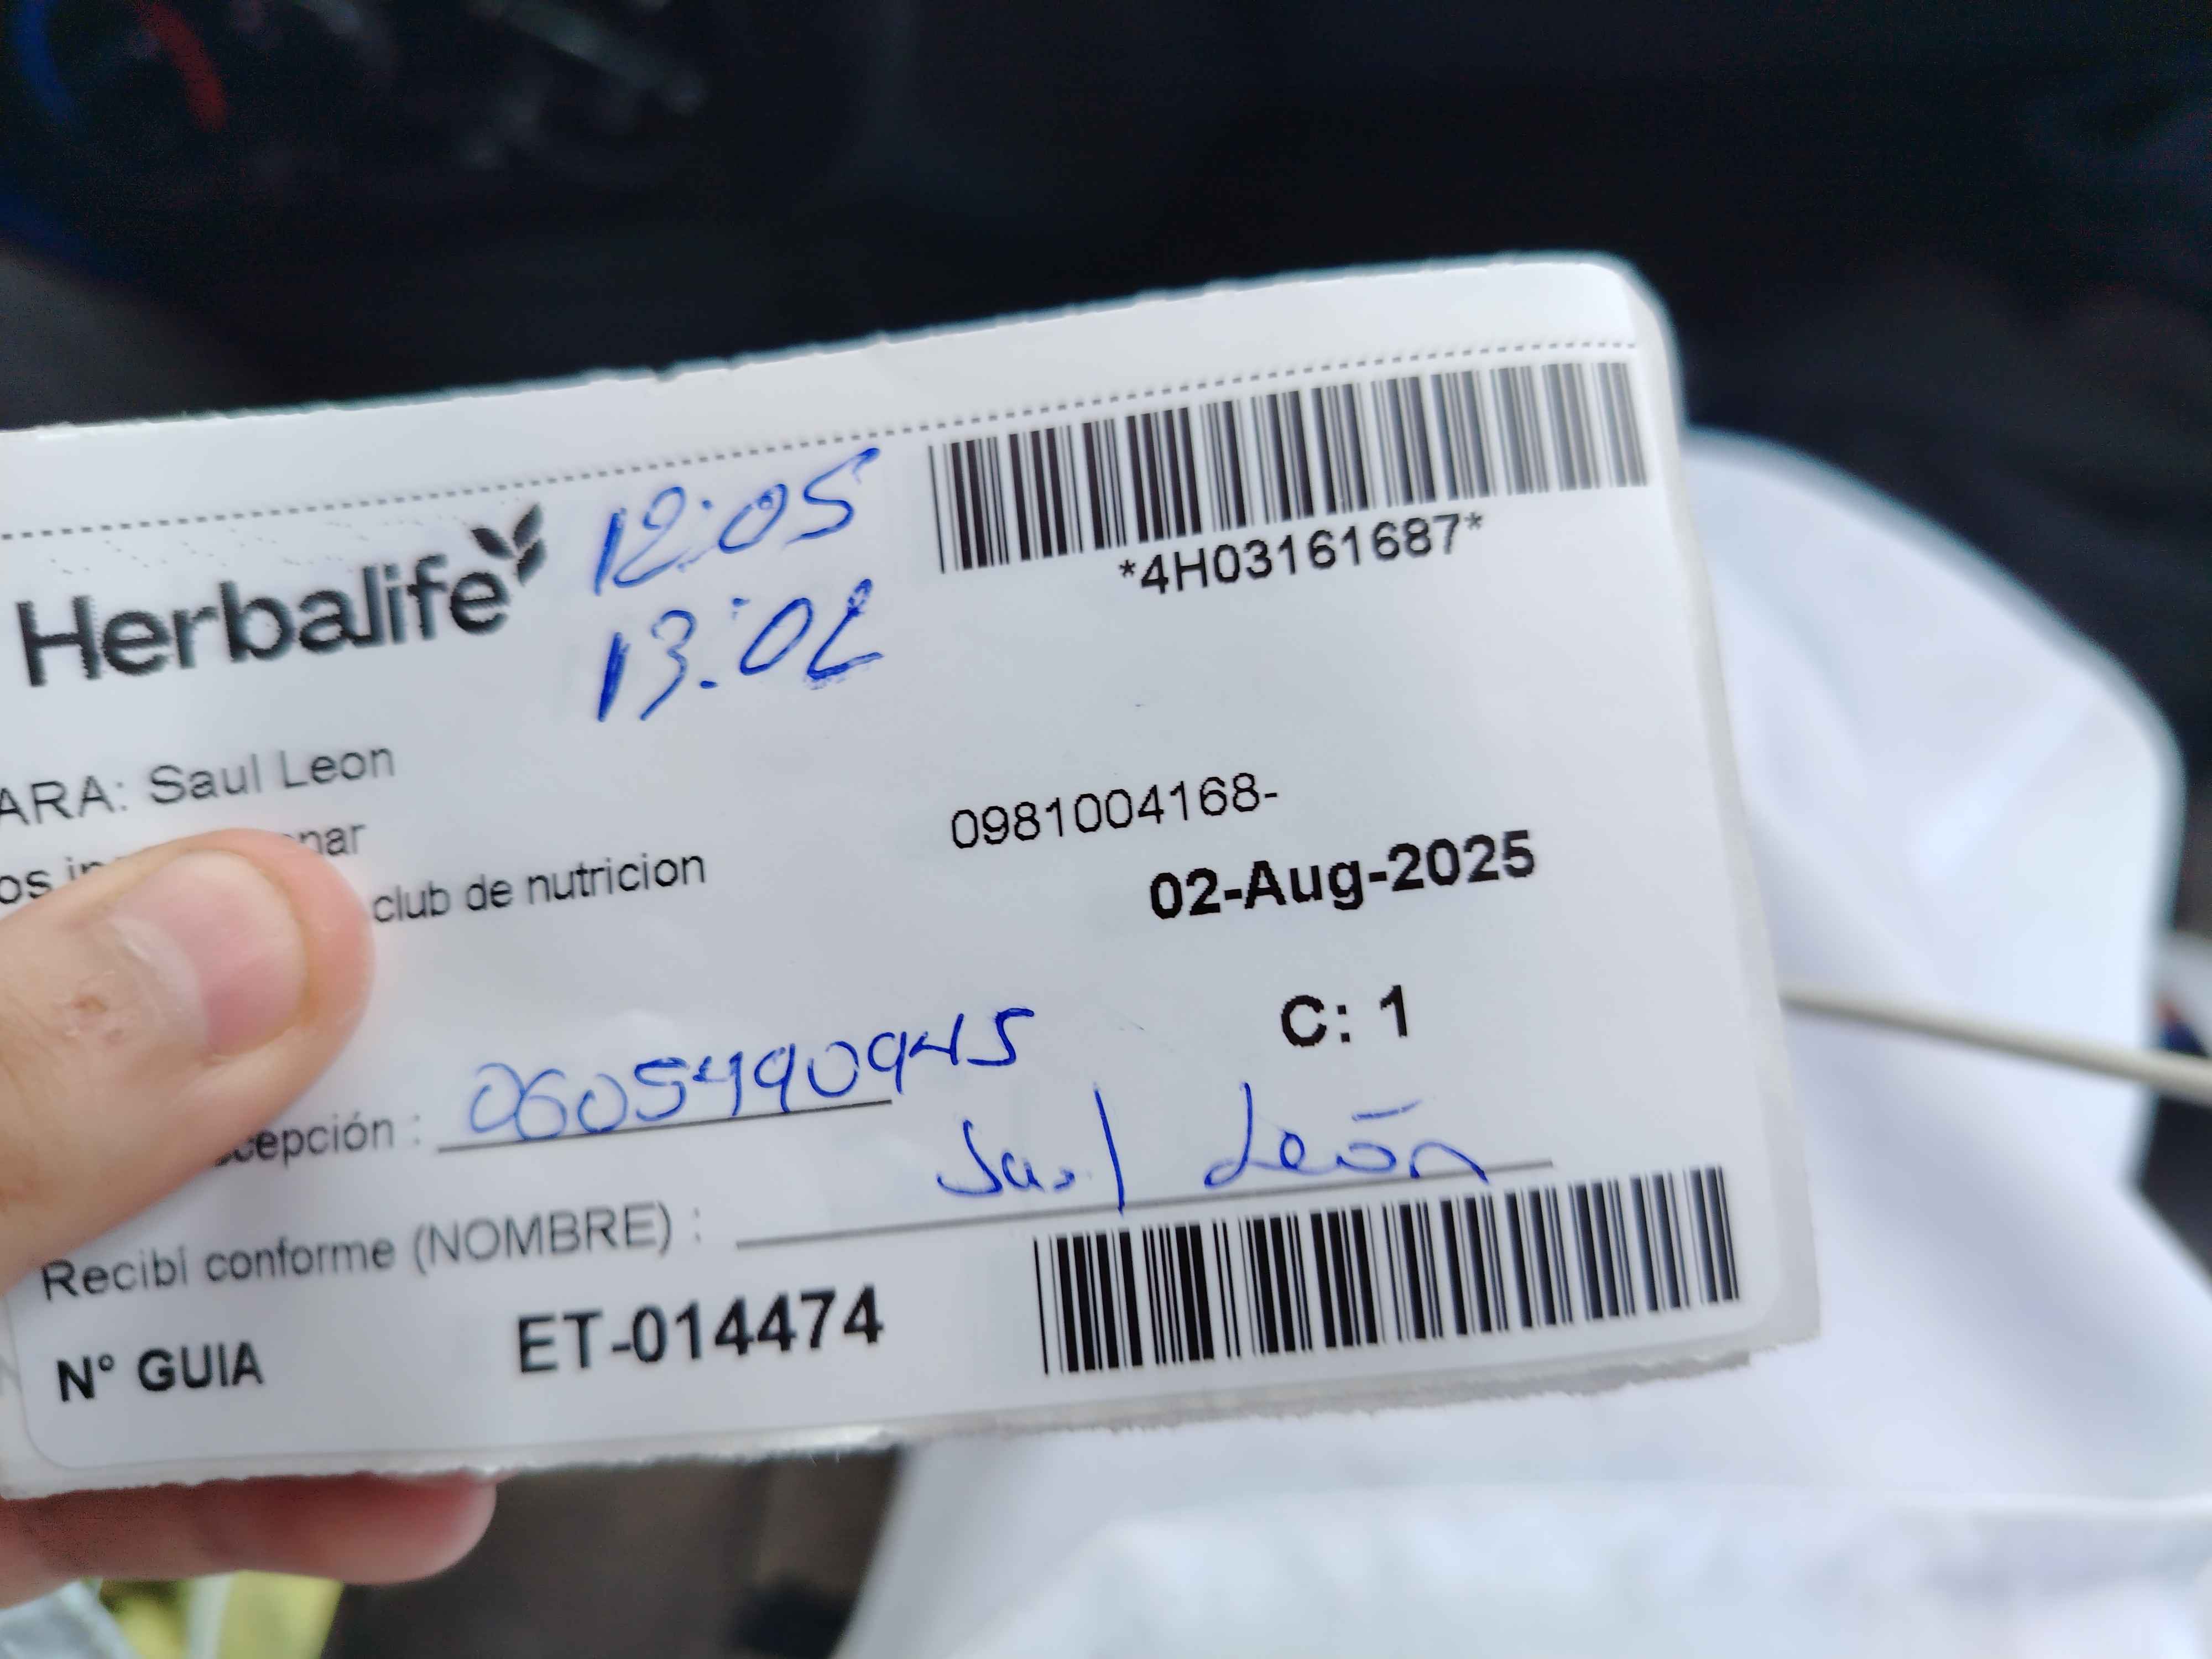 Herbalife
12:05
13:02
*4H03161687*
ARA: Saul Leon
0981004168-
club de nutricion
02-Aug-2025
C: 1
cepción : 0605490945
Recibí conforme (NOMBRE) : Saul León
N° GUIA ET-014474